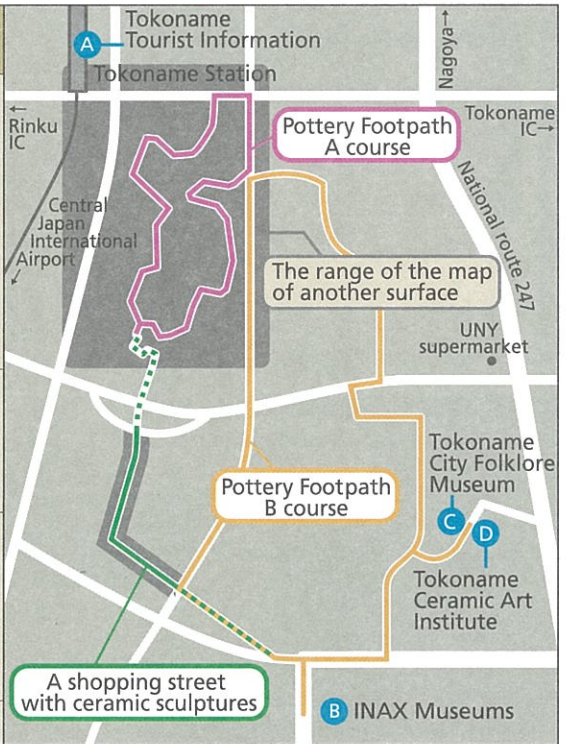 Tokoname
A Tourist Information
Tokoname Station
Nagoya→
←
Rinku
IC
Tokoname
IC→
Pottery Footpath
A course
National route 247
Central
Japan
International
Airport
↙
The range of the map
of another surface
UNY
supermarket
Tokoname
City Folklore
Museum
C
D
Pottery Footpath
B course
Tokoname
Ceramic Art
Institute
A shopping street
with ceramic sculptures
B INAX Museums